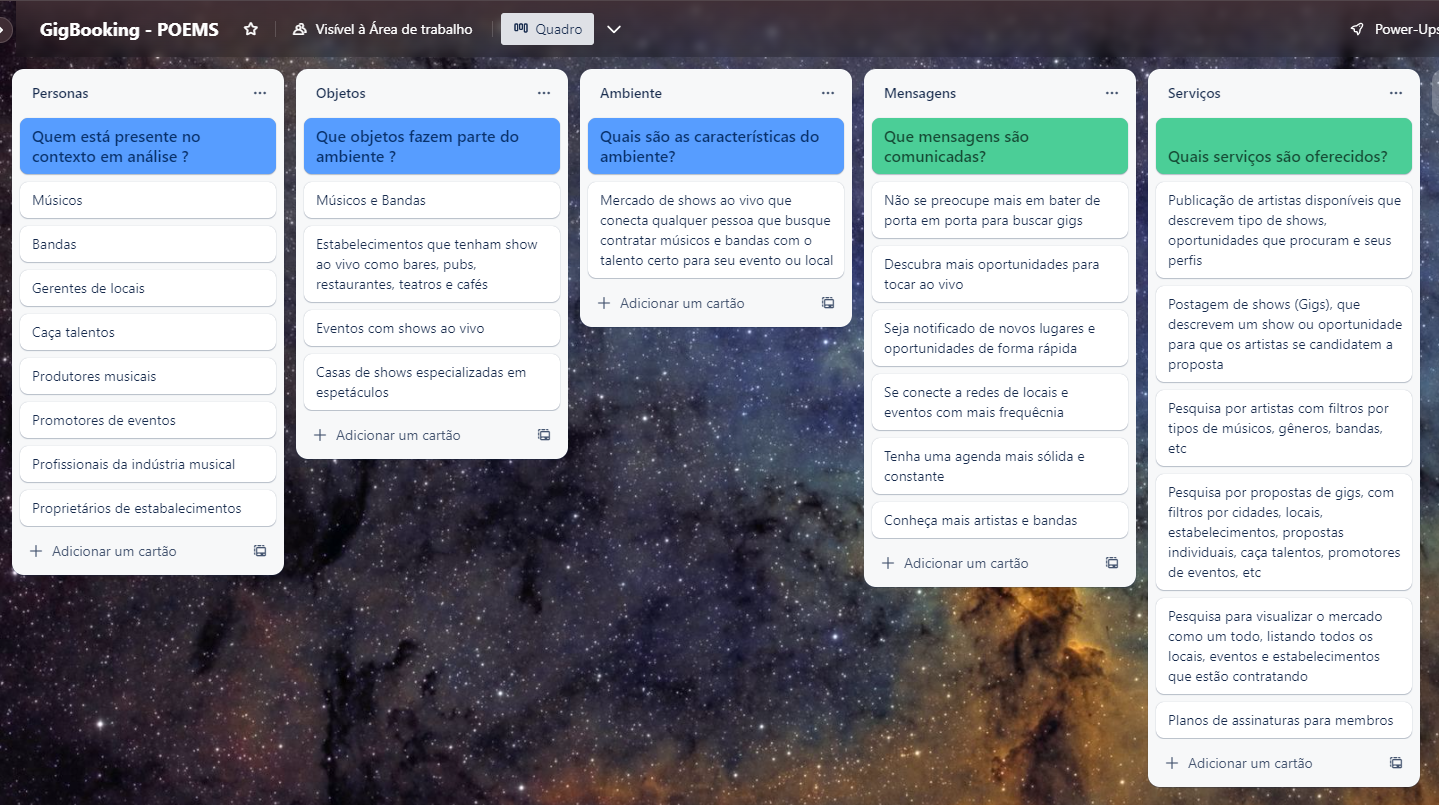 GigBooking - POEMS
Visível à Área de trabalho
Quadro
Power-Ups
Personas
Quem está presente no
contexto em análise ?
Músicos
Bandas
Gerentes de locais
Caça talentos
Produtores musicais
Promotores de eventos
Profissionais da indústria musical
Proprietários de estabalecimentos
Adicionar um cartão
Objetos
Que objetos fazem parte do
ambiente ?
Músicos e Bandas
Estabelecimentos que tenham show
ao vivo como bares, pubs,
restaurantes, teatros e cafés
Eventos com shows ao vivo
Casas de shows especializadas em
espetáculos
Adicionar um cartão
Ambiente
Quais são as características do
ambiente?
Mercado de shows ao vivo que
conecta qualquer pessoa que busque
contratar músicos e bandas com o
talento certo para seu evento ou local
Adicionar um cartão
Mensagens
Que mensagens são
comunicadas?
Não se preocupe mais em bater de
porta em porta para buscar gigs
Descubra mais oportunidades para
tocar ao vivo
Seja notificado de novos lugares e
oportunidades de forma rápida
Se conecte a redes de locais e
eventos com mais frequêcnia
Tenha uma agenda mais sólida e
constante
Conheça mais artistas e bandas
Adicionar um cartão
Serviços
Quais serviços são oferecidos?
Publicação de artistas disponíveis que
descrevem tipo de shows,
oportunidades que procuram e seus
perfis
Postagem de shows (Gigs), que
descrevem um show ou oportunidade
para que os artistas se candidatem a
proposta
Pesquisa por artistas com filtros por
tipos de músicos, gêneros, bandas,
etc
Pesquisa por propostas de gigs, com
filtros por cidades, locais,
estabelecimentos, propostas
individuais, caça talentos, promotores
de eventos, etc
Pesquisa para visualizar o mercado
como um todo, listando todos os
locais, eventos e estabelecimentos
que estão contratando
Planos de assinaturas para membros
Adicionar um cartão